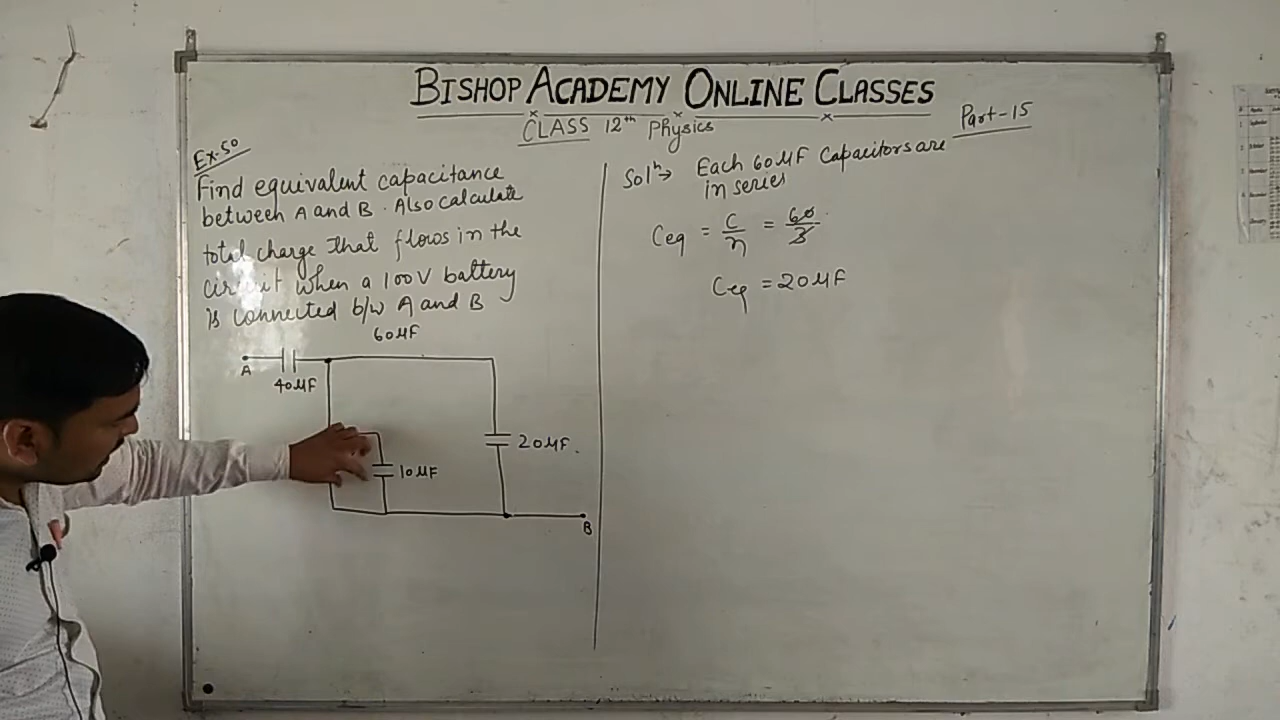 BISHOP ACADEMY ONLINE CLASSES
CLASS 12th Physics
Part-15
Ex.50
Find equivalent capacitance
between A and B. Also calculate
total charge that flows in the
circuit when a 100V battery
is connected b/w A and B
60μF
A
40μF
10μF
20μF.
B
Solⁿ→ Each 60μF capacitors are
in series
Ceq = C/n = 60/3
Ceq = 20μF